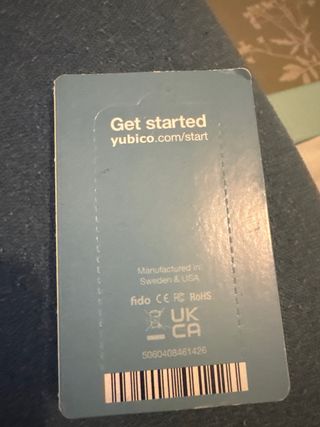 Get started
yubico.com/start
Manufactured in:
Sweden & USA
fido CE FC RoHS
UK
CA
5060408461426